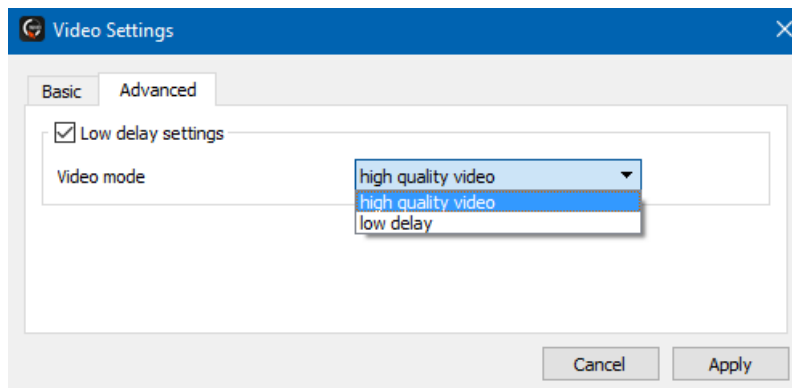 Video Settings
Basic Advanced
Low delay settings
Video mode high quality video
high quality video
low delay
Cancel Apply